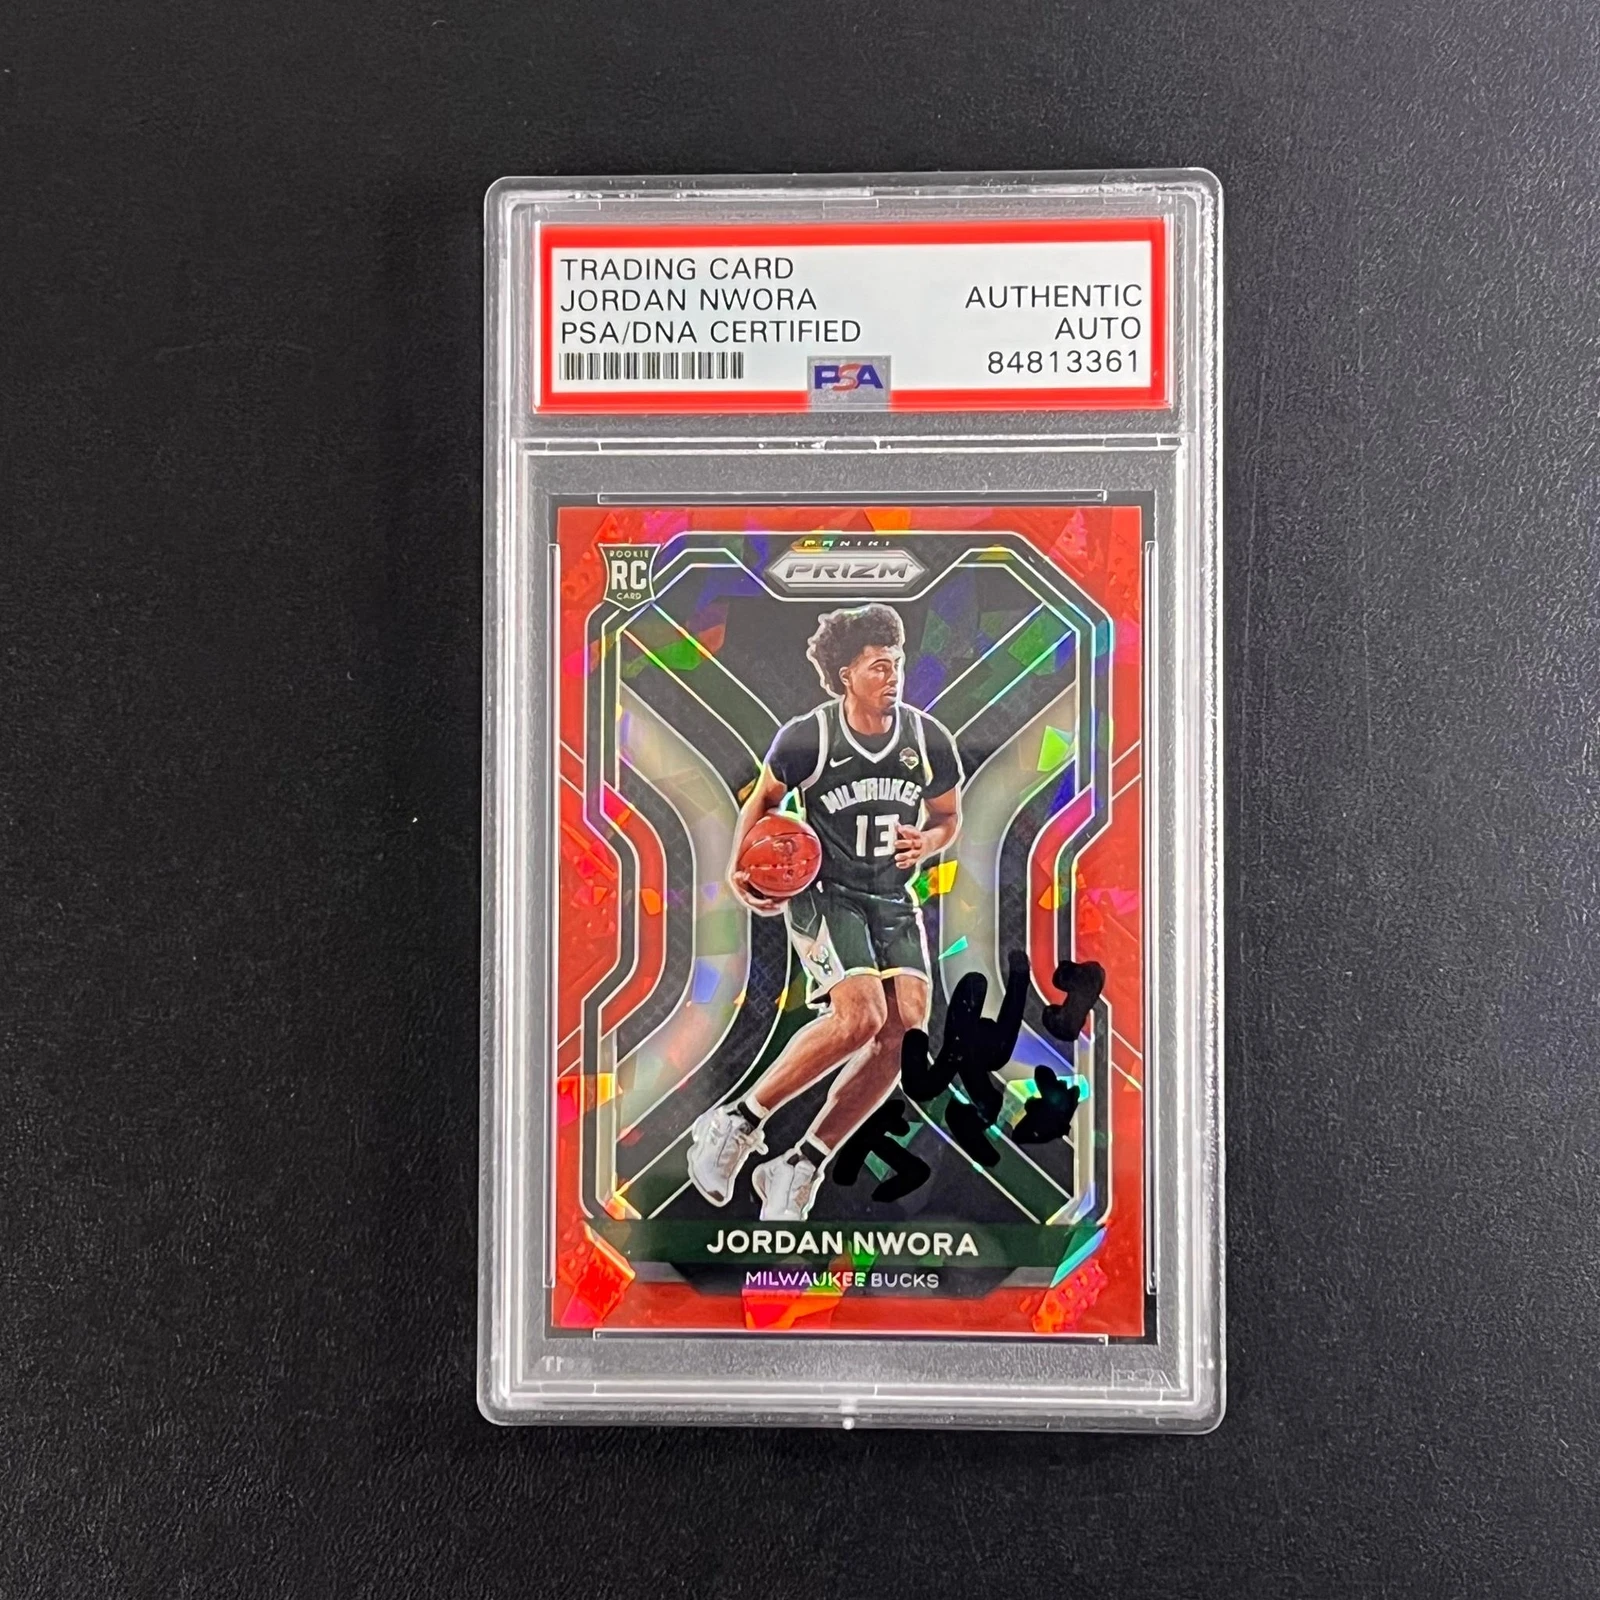 TRADING CARD
JORDAN NWORA
PSA/DNA CERTIFIED
AUTHENTIC
AUTO
84813361
PSA
PANINI
PRIZM
ROOKIE
RC
CARD
MILWAUKEE
13
JORDAN NWORA
MILWAUKEE BUCKS